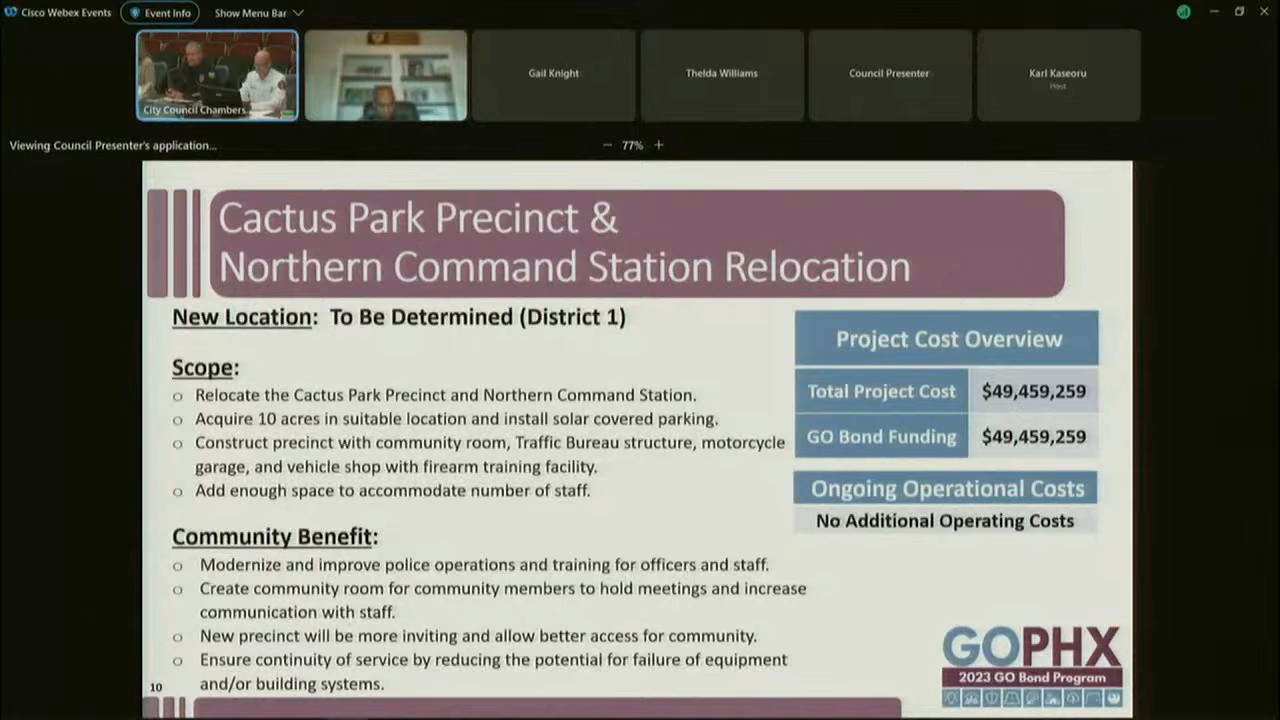 Cisco Webex Events
Event Info
Show Menu Bar
City Council Chambers
Gail Knight
Thelda Williams
Council Presenter
Karl Kaseoru
Host
Viewing Council Presenter's application...
77%
Cactus Park Precinct &
Northern Command Station Relocation
New Location: To Be Determined (District 1)
Scope:
o Relocate the Cactus Park Precinct and Northern Command Station.
o Acquire 10 acres in suitable location and install solar covered parking.
o Construct precinct with community room, Traffic Bureau structure, motorcycle
garage, and vehicle shop with firearm training facility.
o Add enough space to accommodate number of staff.
Project Cost Overview
Total Project Cost $49,459,259
GO Bond Funding $49,459,259
Ongoing Operational Costs
No Additional Operating Costs
Community Benefit:
o Modernize and improve police operations and training for officers and staff.
o Create community room for community members to hold meetings and increase
communication with staff.
o New precinct will be more inviting and allow better access for community.
o Ensure continuity of service by reducing the potential for failure of equipment
and/or building systems.
10
GOPHX
2023 GO Bond Program